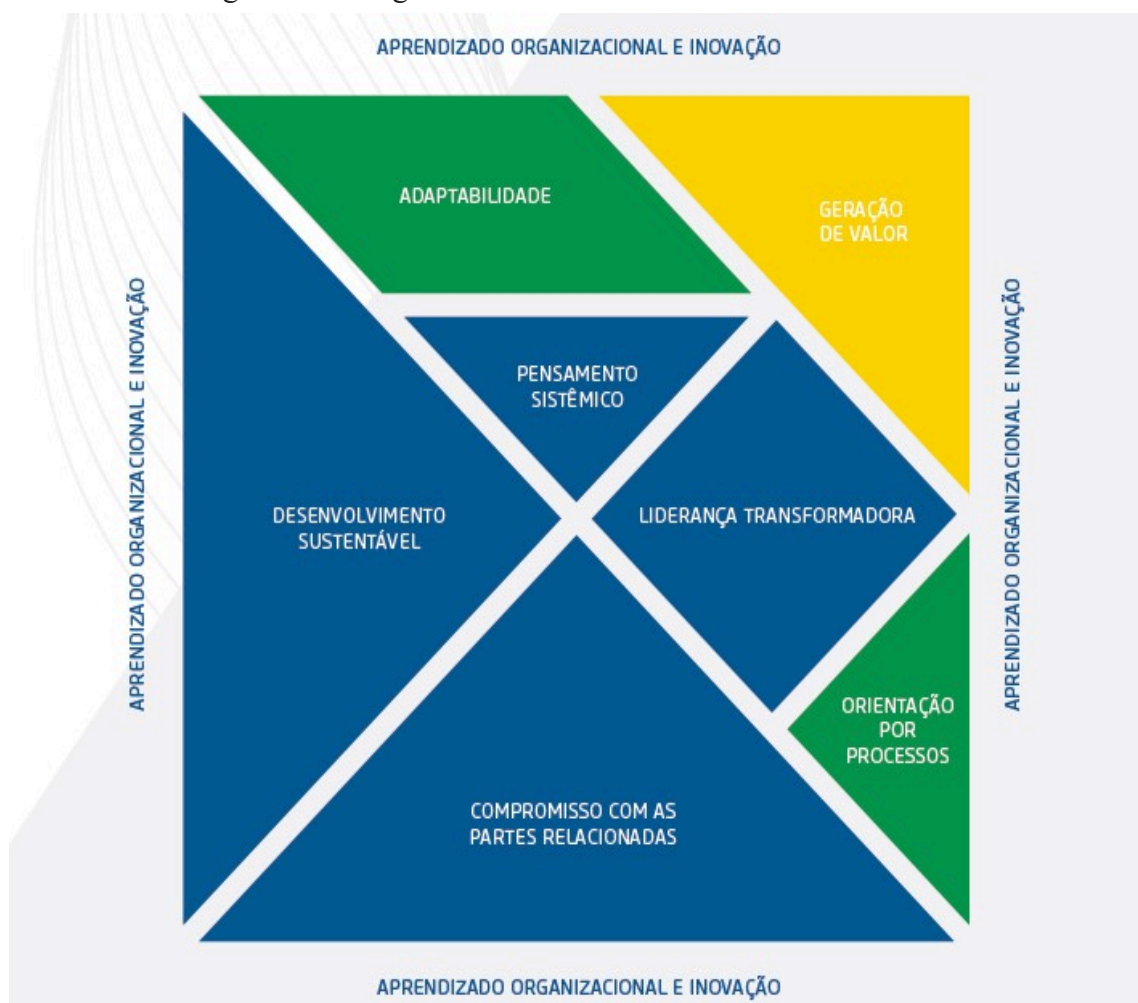 APRENDIZADO ORGANIZACIONAL E INOVAÇÃO
ADAPTABILIDADE
GERAÇÃO
DE VALOR
PENSAMENTO
SISTÊMICO
APRENDIZADO ORGANIZACIONAL E INOVAÇÃO
DESENVOLVIMENTO
SUSTENTÁVEL
LIDERANÇA TRANSFORMADORA
APRENDIZADO ORGANIZACIONAL E INOVAÇÃO
ORIENTAÇÃO
POR
PROCESSOS
COMPROMISSO COM AS
PARTES RELACIONADAS
APRENDIZADO ORGANIZACIONAL E INOVAÇÃO